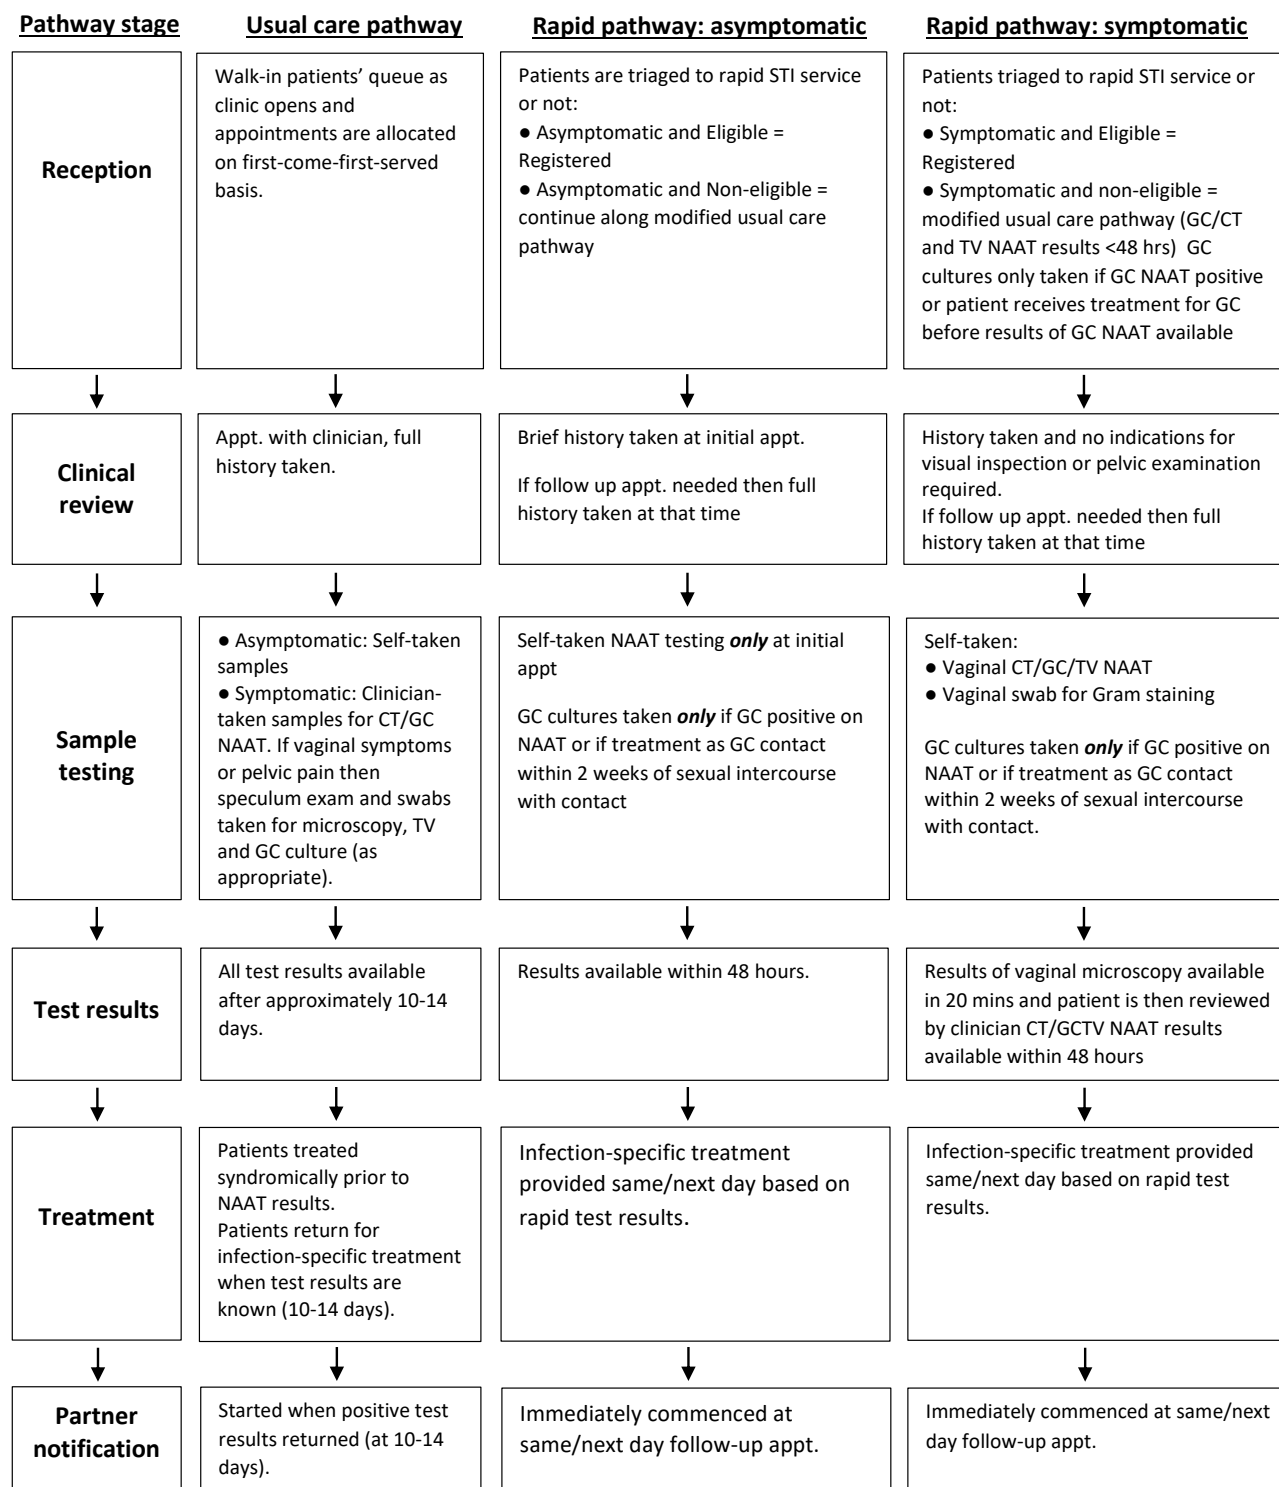 Pathway stage
Usual care pathway
Rapid pathway: asymptomatic
Rapid pathway: symptomatic
Reception
Walk-in patients’ queue as
clinic opens and
appointments are allocated
on first-come-first-served
basis.
Patients are triaged to rapid STI service
or not:
● Asymptomatic and Eligible =
Registered
● Asymptomatic and Non-eligible =
continue along modified usual care
pathway
Patients triaged to rapid STI service or
not:
● Symptomatic and Eligible =
Registered
● Symptomatic and non-eligible =
modified usual care pathway (GC/CT
and TV NAAT results <48 hrs)  GC
cultures only taken if GC NAAT positive
or patient receives treatment for GC
before results of GC NAAT available
Clinical
review
Appt. with clinician, full
history taken.
Brief history taken at initial appt.
If follow up appt. needed then full
history taken at that time
History taken and no indications for
visual inspection or pelvic examination
required.
If follow up appt. needed then full
history taken at that time
Sample
testing
● Asymptomatic: Self-taken
samples
● Symptomatic: Clinician-
taken samples for CT/GC
NAAT. If vaginal symptoms
or pelvic pain then
speculum exam and swabs
taken for microscopy, TV
and GC culture (as
appropriate).
Self-taken NAAT testing only at initial
appt
GC cultures taken only if GC positive on
NAAT or if treatment as GC contact
within 2 weeks of sexual intercourse
with contact
Self-taken:
● Vaginal CT/GC/TV NAAT
● Vaginal swab for Gram staining
GC cultures taken only if GC positive on
NAAT or if treatment as GC contact
within 2 weeks of sexual intercourse
with contact.
Test results
All test results available
after approximately 10-14
days.
Results available within 48 hours.
Results of vaginal microscopy available
in 20 mins and patient is then reviewed
by clinician CT/GCTV NAAT results
available within 48 hours
Treatment
Patients treated
syndromically prior to
NAAT results.
Patients return for
infection-specific treatment
when test results are
known (10-14 days).
Infection-specific treatment
provided same/next day based on
rapid test results.
Infection-specific treatment provided
same/next day based on rapid test
results.
Partner
notification
Started when positive test
results returned (at 10-14
days).
Immediately commenced at
same/next day follow-up appt.
Immediately commenced at same/next
day follow-up appt.